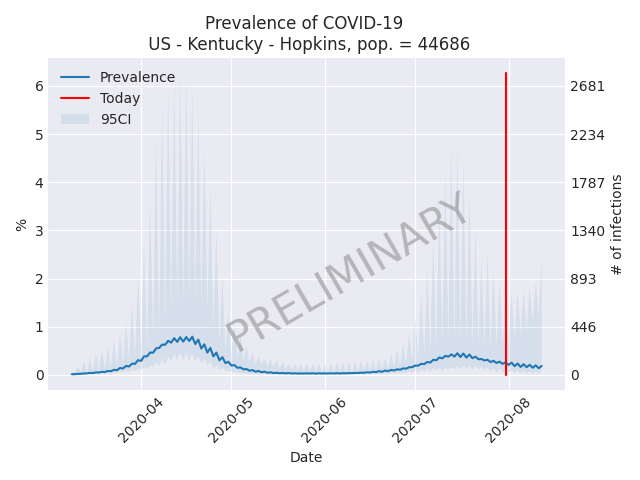 Prevalence of COVID-19
US - Kentucky - Hopkins, pop. = 44686
Prevalence
Today
95CI
6
5
4
3
2
1
0
%
2681
2234
1787
1340
893
446
0
# of infections
PRELIMINARY
2020-04
2020-05
2020-06
2020-07
2020-08
Date